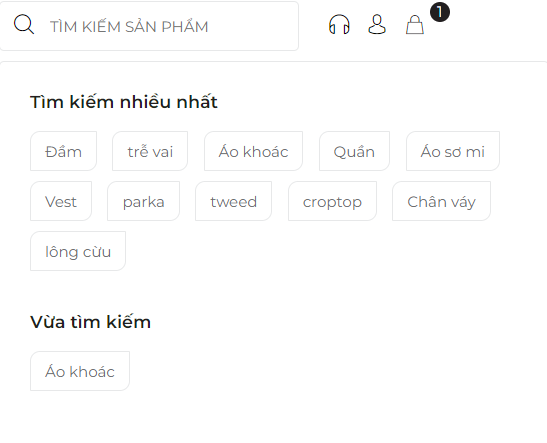 TÌM KIẾM SẢN PHẨM
1
Tìm kiếm nhiều nhất
Đầm trễ vai Áo khoác Quần Áo sơ mi
Vest parka tweed croptop Chân váy
lông cừu
Vừa tìm kiếm
Áo khoác